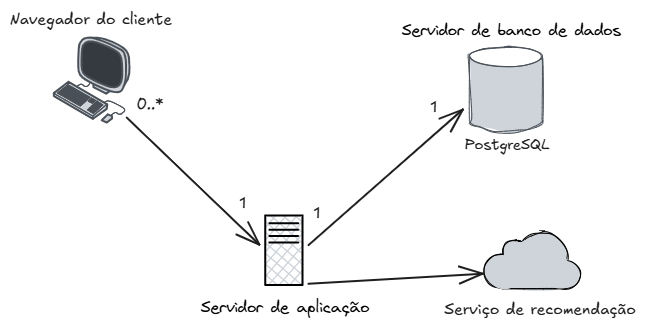 Navegador do cliente
Servidor de banco de dados
0..*
1
PostgreSQL
1
1
Servidor de aplicação
Serviço de recomendação